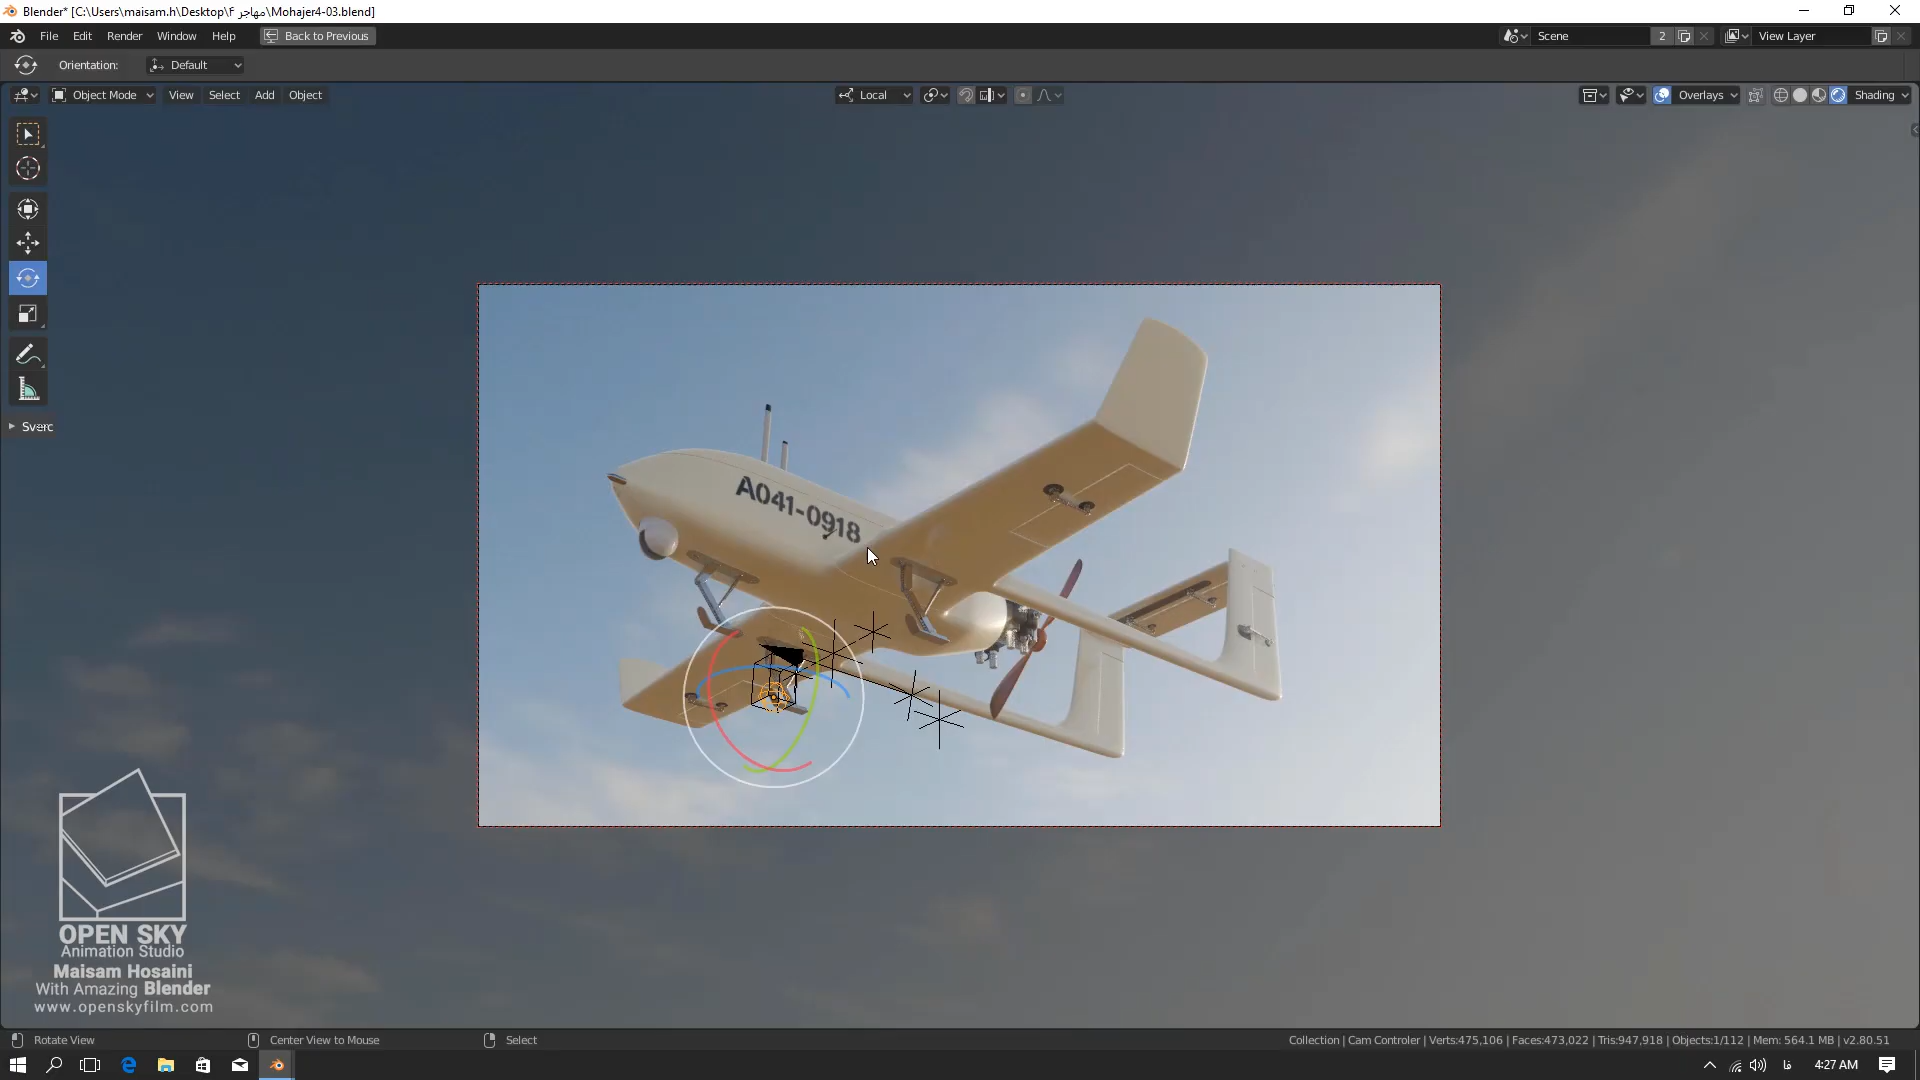 Blender* [C:\Users\maisam.h\Desktop\مهاجر ۴\Mohajer4-03.blend]
File Edit Render Window Help Back to Previous
Scene 2 View Layer
Orientation: Default
Object Mode View Select Add Object
Local
Overlays Shading
Sverc
A041-0918
OPEN SKY
Animation Studio
Maisam Hosaini
With Amazing Blender
www.openskyfilm.com
Rotate View Center View to Mouse Select
Collection | Cam Controler | Verts:475,106 | Faces:473,022 | Tris:947,918 | Objects:1/112 | Mem: 564.1 MB | v2.80.51
فا 4:27 AM